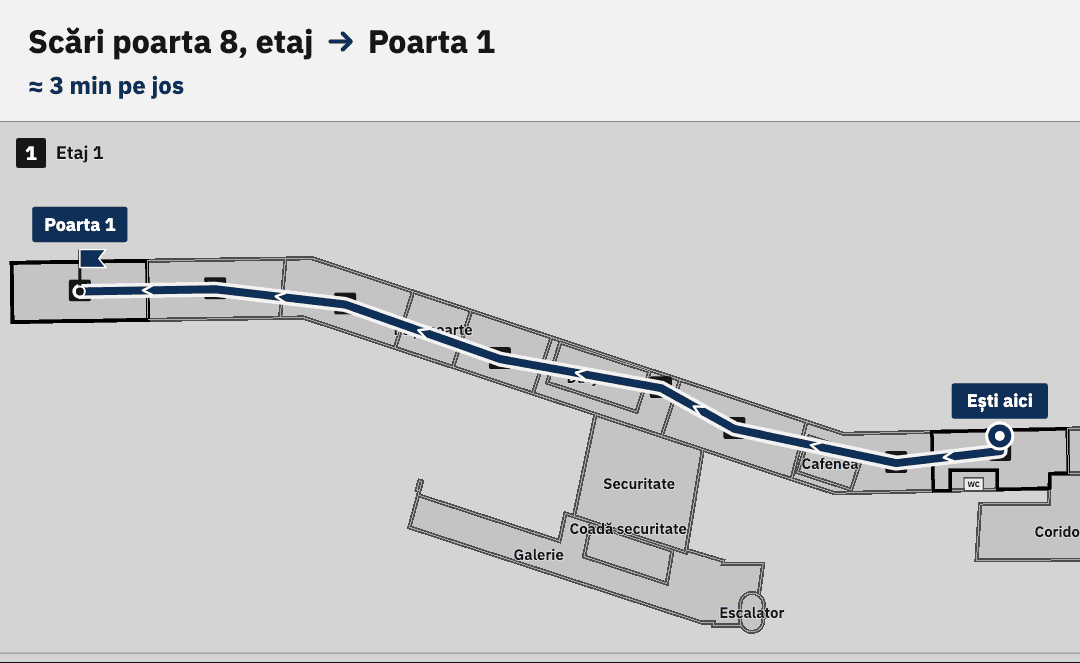 Scări poarta 8, etaj → Poarta 1
≈ 3 min pe jos
1 Etaj 1
Poarta 1
Ești aici
Cafenea
wc
Securitate
Coadă securitate
Galerie
Escalator